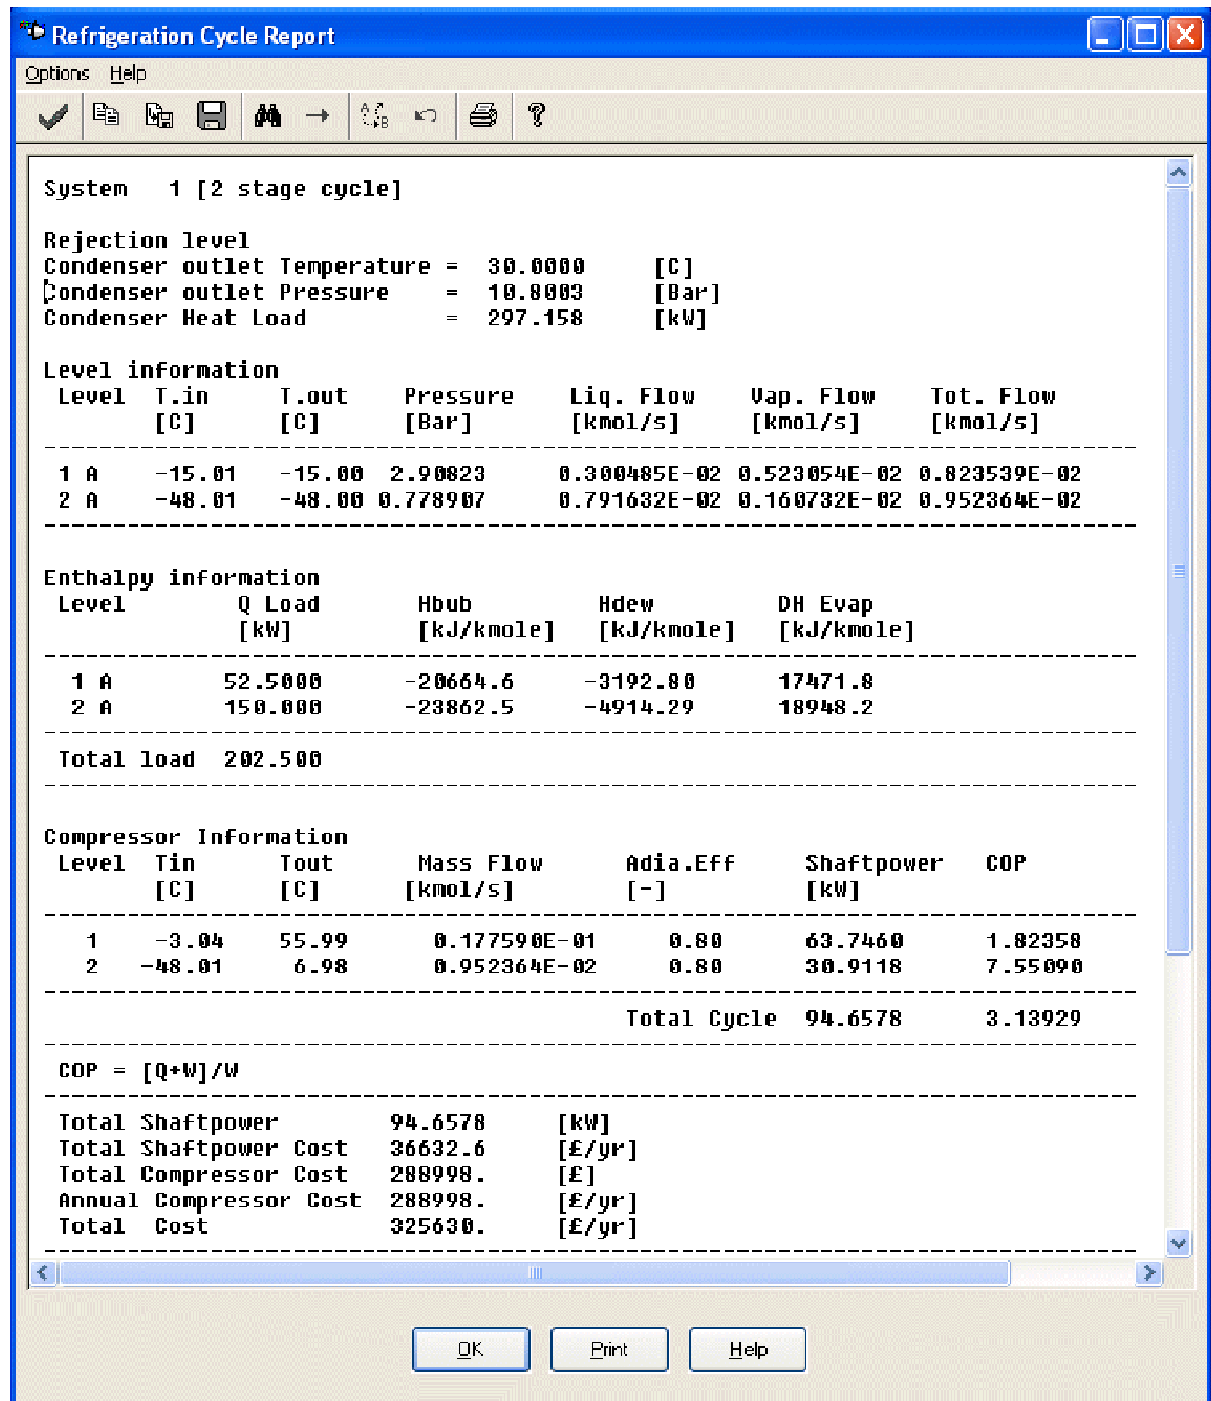 Refrigeration Cycle Report
Options Help
System 1 [2 stage cycle]
Rejection level
Condenser outlet Temperature = 30.0000 [C]
Condenser outlet Pressure = 10.8003 [Bar]
Condenser Heat Load = 297.158 [kW]
Level information
Level T.in T.out Pressure Liq. Flow Vap. Flow Tot. Flow
[C] [C] [Bar] [kmol/s] [kmol/s] [kmol/s]
1 A -15.01 -15.00 2.90823 0.300485E-02 0.523054E-02 0.823539E-02
2 A -48.01 -48.00 0.778907 0.791632E-02 0.160732E-02 0.952364E-02
Enthalpy information
Level Q Load Hbub Hdew DH Evap
[kW] [kJ/kmole] [kJ/kmole] [kJ/kmole]
1 A 52.5000 -20664.6 -3192.80 17471.8
2 A 150.000 -23862.5 -4914.29 18948.2
Total load 202.500
Compressor Information
Level Tin Tout Mass Flow Adia.Eff Shaftpower COP
[C] [C] [kmol/s] [-] [kW]
1 -3.04 55.99 0.177590E-01 0.80 63.7460 1.82358
2 -48.01 6.98 0.952364E-02 0.80 30.9118 7.55090
Total Cycle 94.6578 3.13929
COP = [Q+W]/W
Total Shaftpower 94.6578 [kW]
Total Shaftpower Cost 36632.6 [£/yr]
Total Compressor Cost 288998. [£]
Annual Compressor Cost 288998. [£/yr]
Total Cost 325630. [£/yr]
OK Print Help